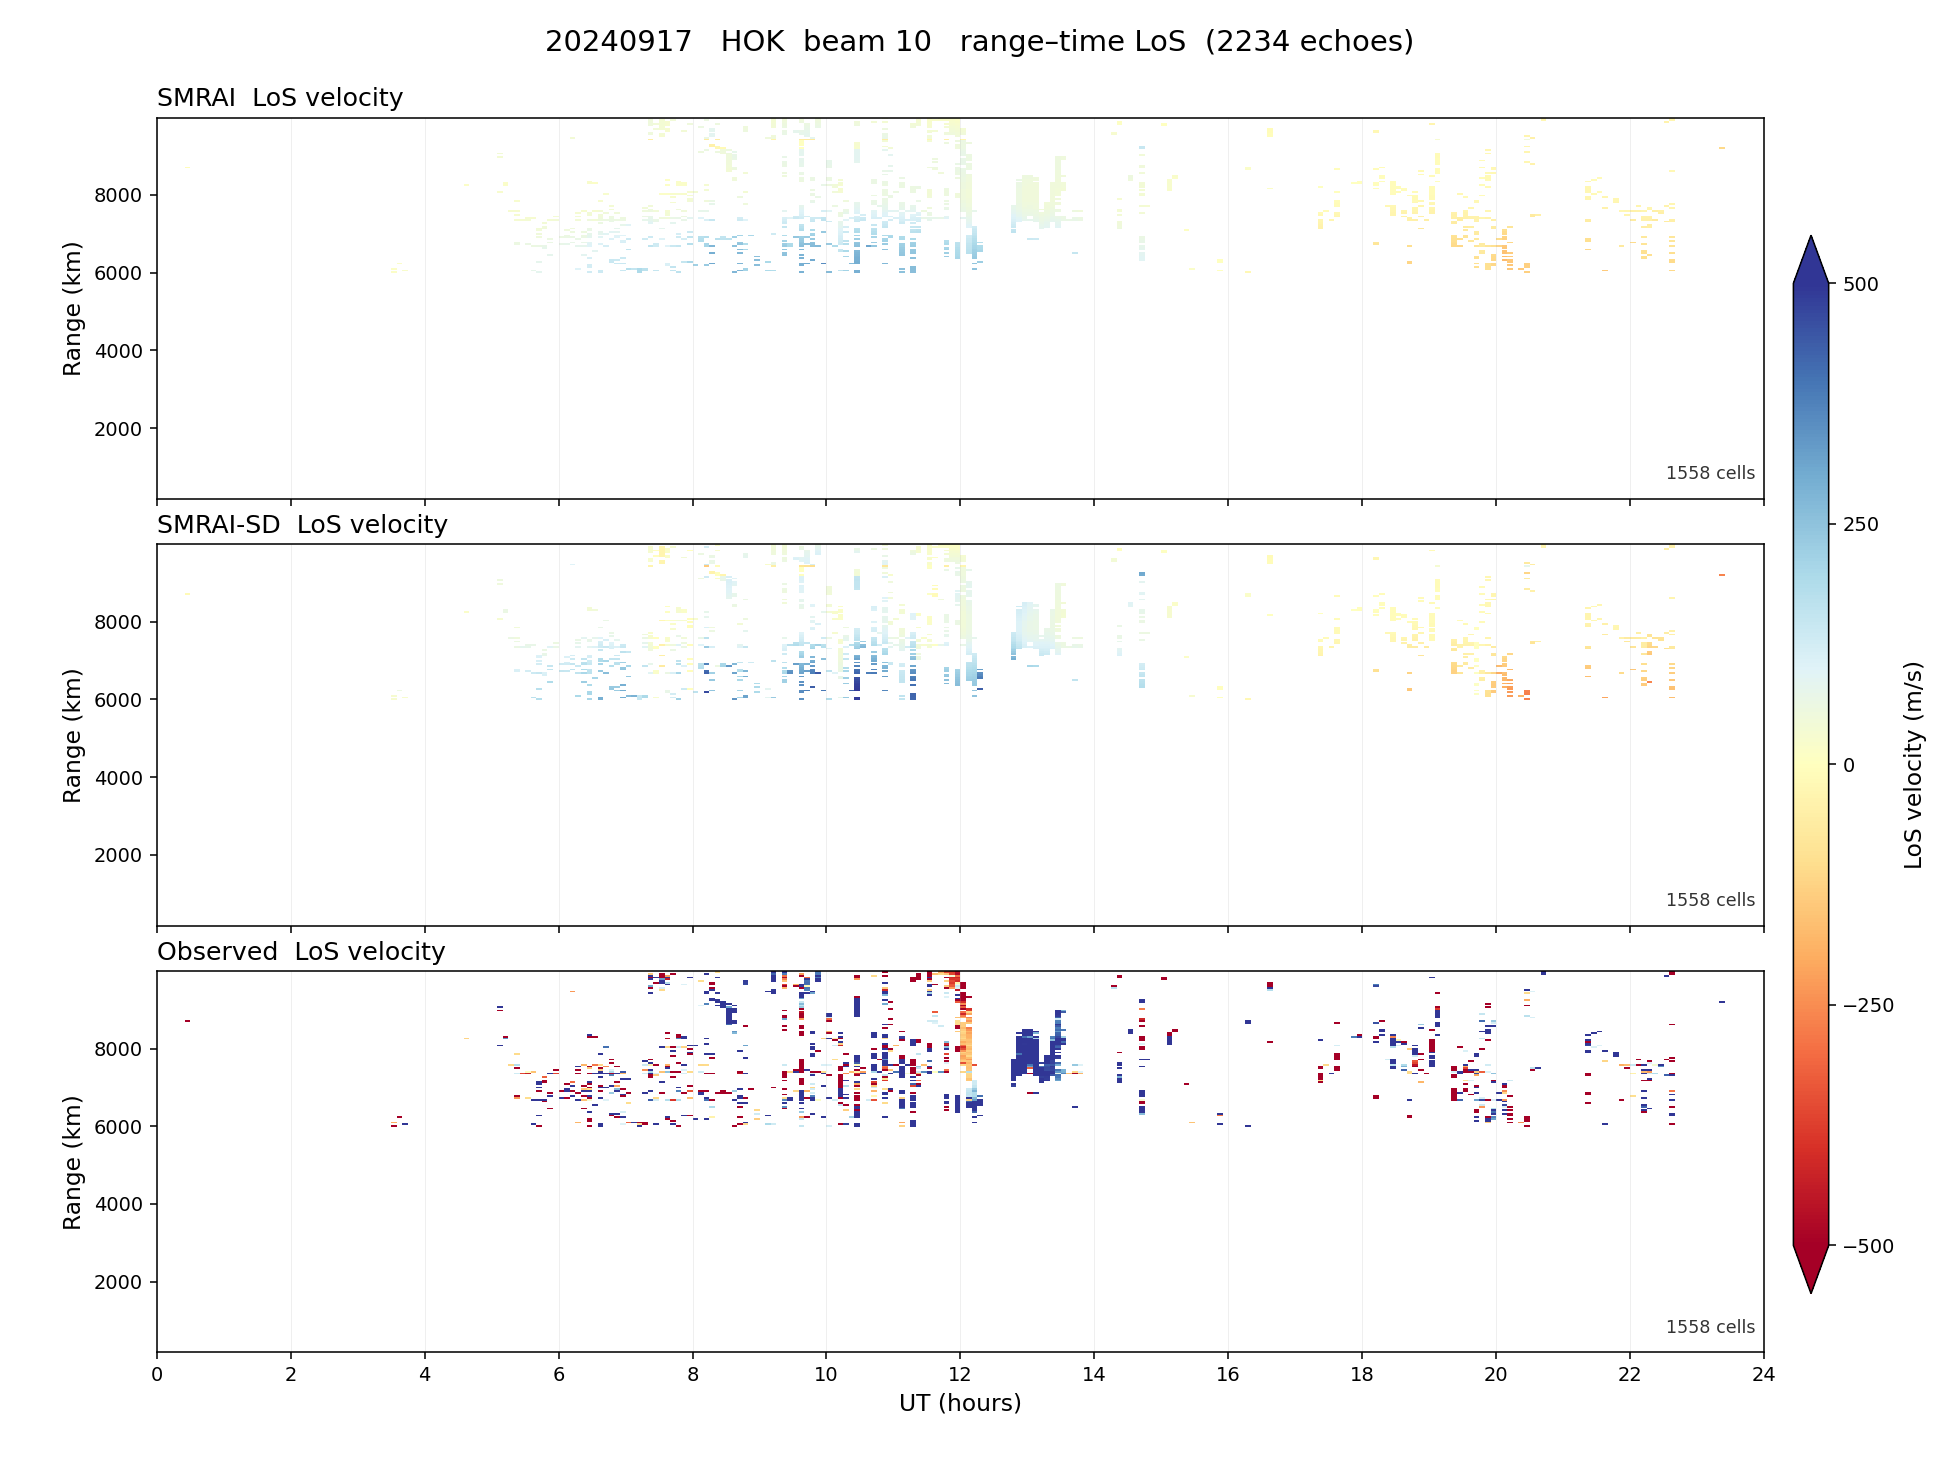 20240917 HOK beam 10 range–time LoS (2234 echoes)
SMRAI LoS velocity
8000
6000
4000
2000
Range (km)
1558 cells
SMRAI-SD LoS velocity
8000
6000
4000
2000
Range (km)
1558 cells
Observed LoS velocity
8000
6000
4000
2000
Range (km)
1558 cells
0 2 4 6 8 10 12 14 16 18 20 22 24
UT (hours)
500
250
0
−250
−500
LoS velocity (m/s)